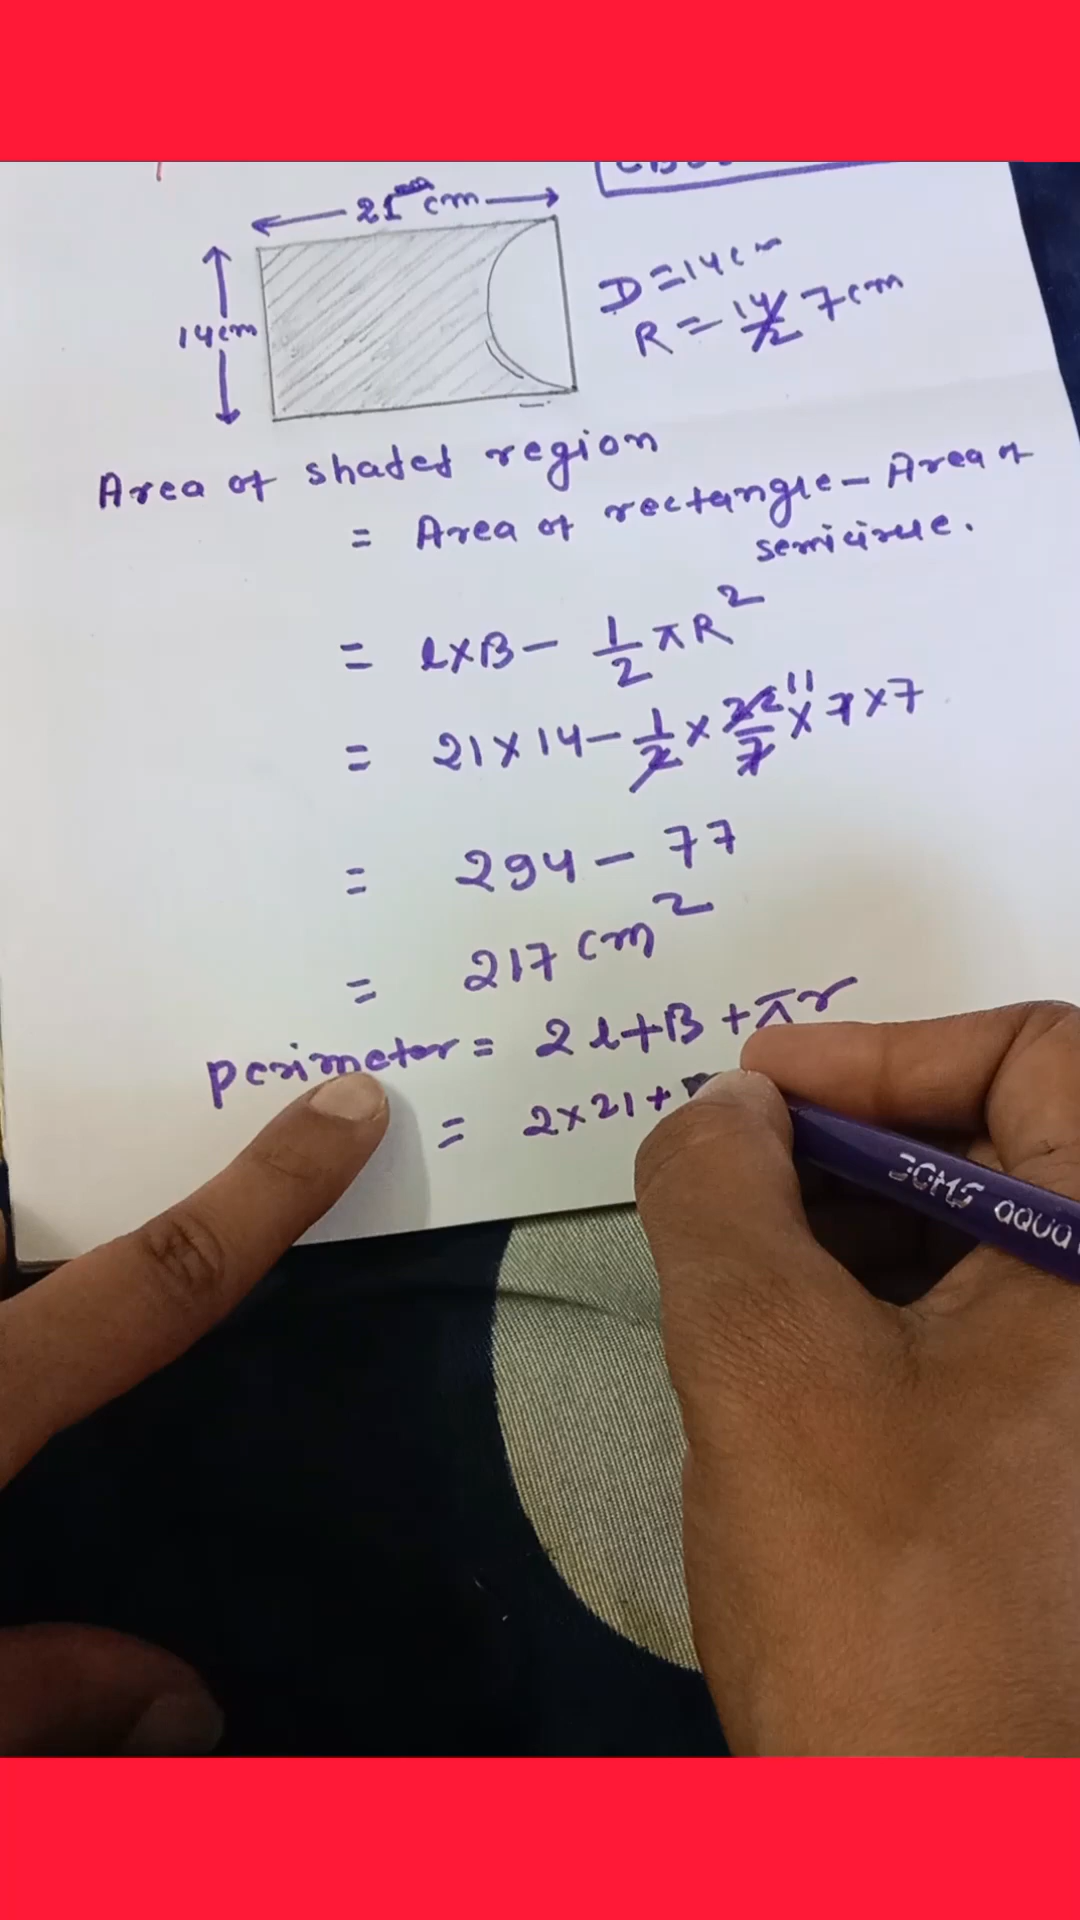 21 cm
14cm
D=14cm
R=14/2 7cm
Area of shaded region
= Area of rectangle - Area of
semicircle.
= l×B - 1/2 πR²
= 21×14 - 1/2 × 22/7 11 × 7×7
= 294 - 77
= 217 cm²
Perimeter = 2l+B+πr
= 2×21+
aqua